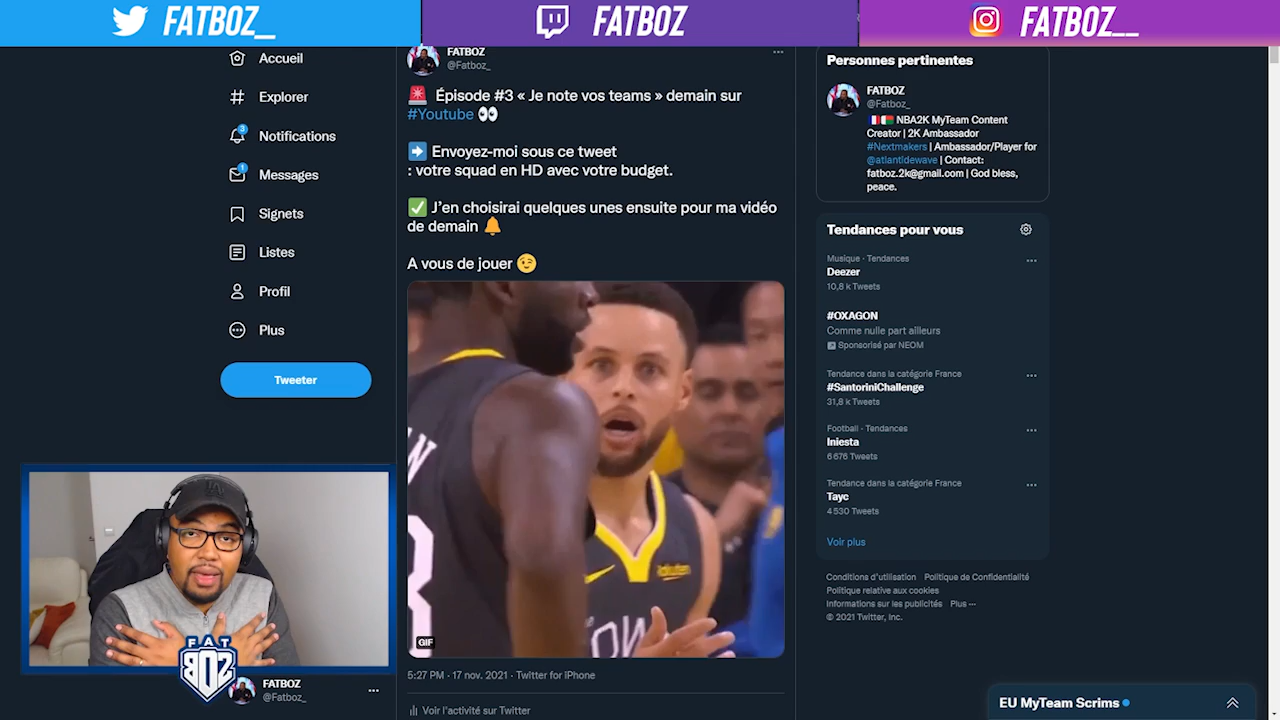 FATBOZ_
FATBOZ
FATBOZ__
Accueil
Explorer
3
Notifications
1
Messages
Signets
Listes
Profil
Plus
Tweeter
FAT
BOZ
FATBOZ
@Fatboz_
FATBOZ
@Fatboz_
🚨 Épisode #3 « Je note vos teams » demain sur
#Youtube 👀
➡️ Envoyez-moi sous ce tweet
: votre squad en HD avec votre budget.
✅ J’en choisirai quelques unes ensuite pour ma vidéo
de demain 🔔
A vous de jouer 😉
Rakuten
GIF
5:27 PM · 17 nov. 2021 · Twitter for iPhone
Voir l'activité sur Twitter
Personnes pertinentes
FATBOZ
@Fatboz_
🇫🇷🇲🇬 NBA2K MyTeam Content
Creator | 2K Ambassador
#Nextmakers | Ambassador/Player for
@atlantidewave | Contact:
fatboz.2k@gmail.com | God bless,
peace.
Tendances pour vous
Musique · Tendances
Deezer
10,8 k Tweets
#OXAGON
Comme nulle part ailleurs
Sponsorisé par NEOM
Tendance dans la catégorie France
#SantoriniChallenge
31,8 k Tweets
Football · Tendances
Iniesta
6 676 Tweets
Tendance dans la catégorie France
Tayc
4 530 Tweets
Voir plus
Conditions d'utilisation Politique de Confidentialité
Politique relative aux cookies
Informations sur les publicités Plus ···
© 2021 Twitter, Inc.
EU MyTeam Scrims